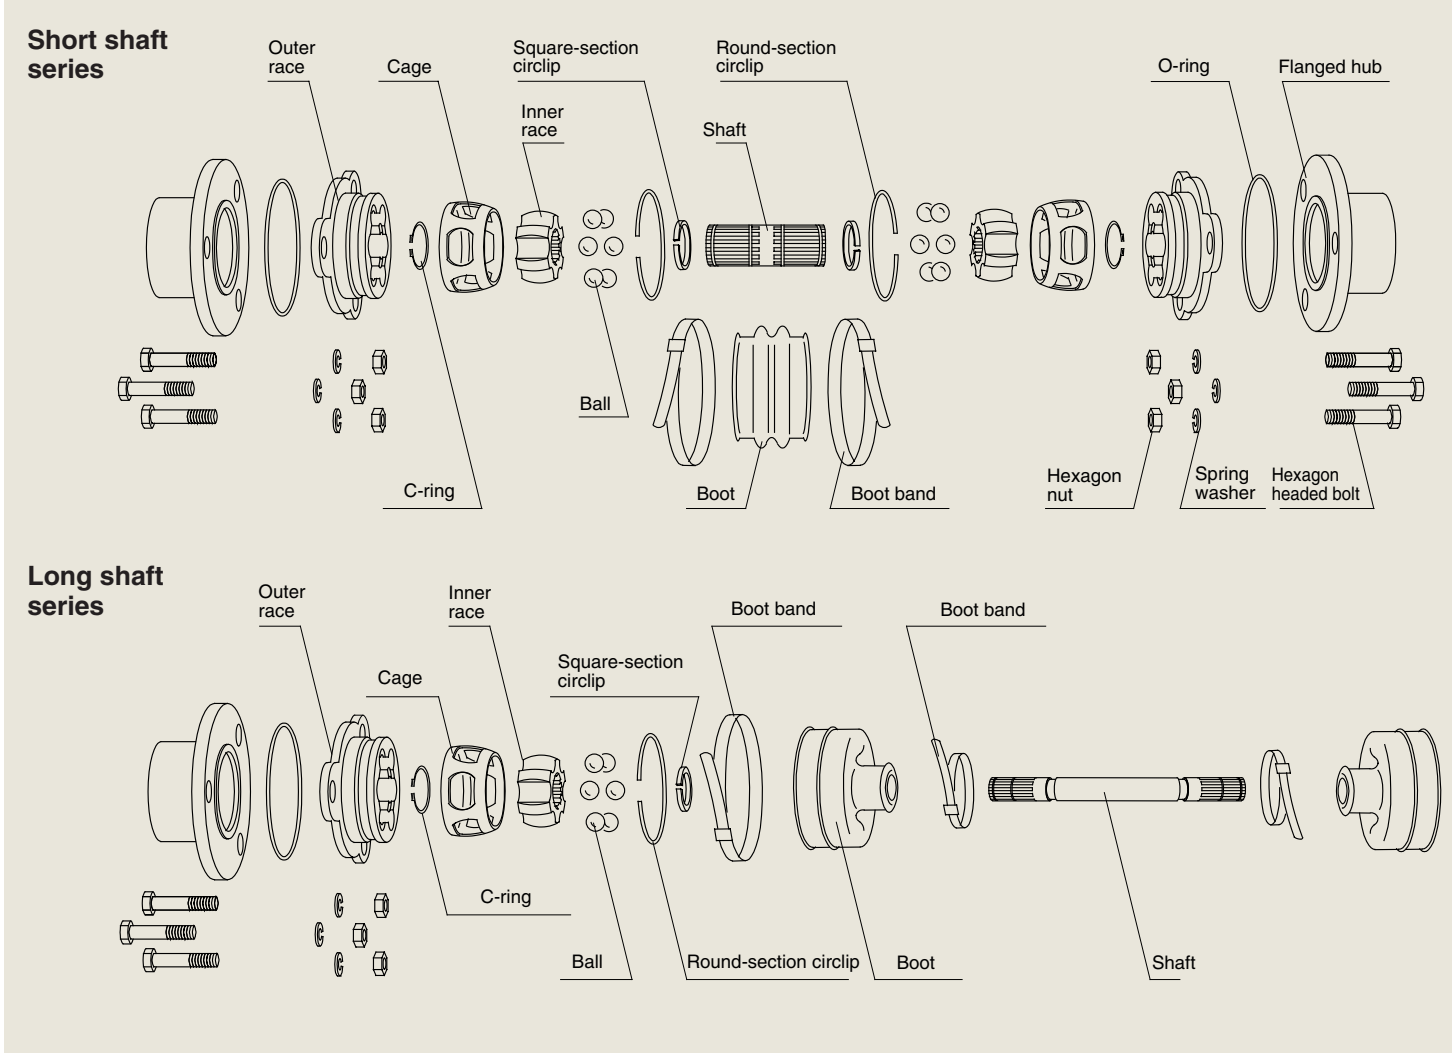 Short shaft
series
Outer
race
Cage
Square-section
circlip
Inner
race
Round-section
circlip
Shaft
O-ring
Flanged hub
Ball
C-ring
Boot
Boot band
Hexagon
nut
Spring
washer
Hexagon
headed bolt
Long shaft
series
Outer
race
Cage
Inner
race
Square-section
circlip
Boot band
Boot band
C-ring
Ball
Round-section circlip
Boot
Shaft